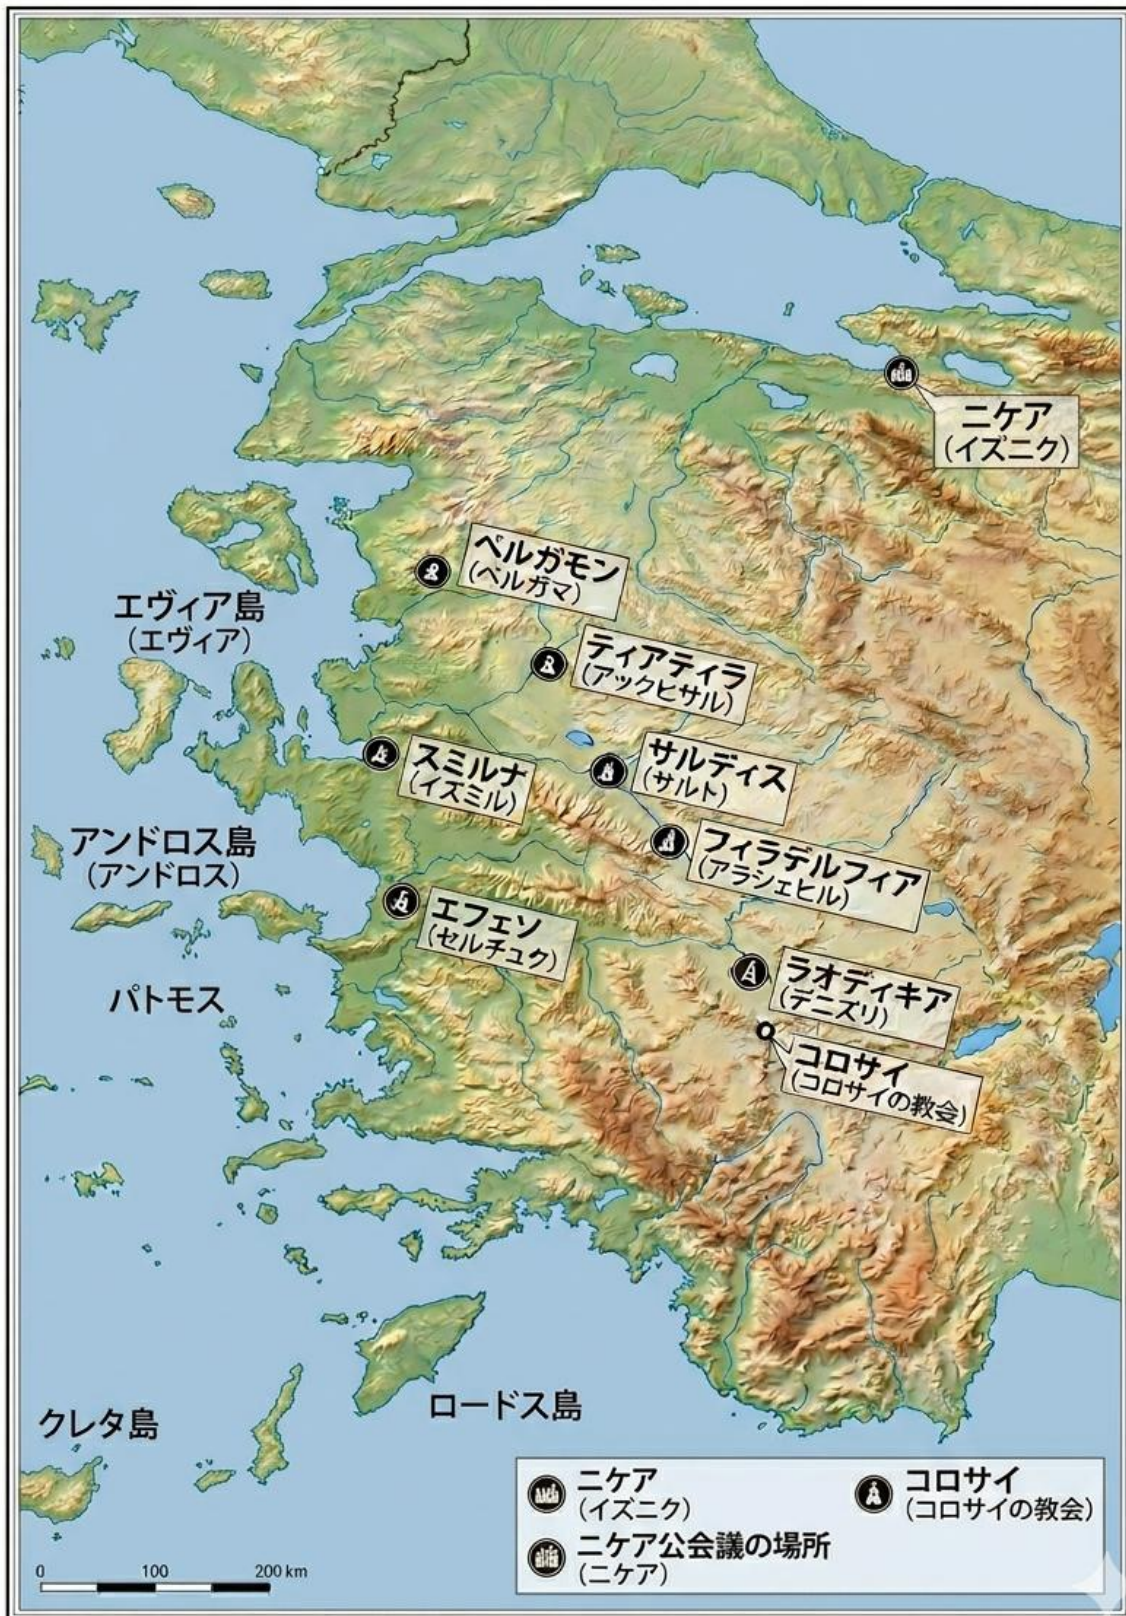 ニケア
(イズニク)
ペルガモン
(ベルガマ)
エヴィア島
(エヴィア)
ティアティラ
(アックヒサル)
スミルナ
(イズミル)
サルディス
(サルト)
アンドロス島
(アンドロス)
フィラデルフィア
(アラシェヒル)
エフェソ
(セルチュク)
パトモス
ラオディキア
(デニズリ)
コロサイ
(コロサイの教会)
ロードス島
クレタ島
ニケア
(イズニク)
コロサイ
(コロサイの教会)
ニケア公会議の場所
(ニケア)
0 100 200 km